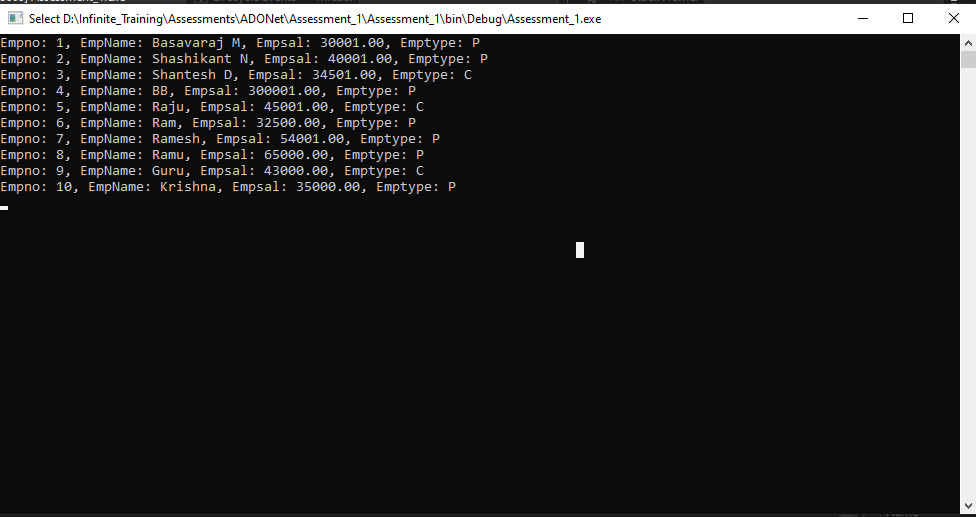 Select D:\Infinite_Training\Assessments\ADONet\Assessment_1\Assessment_1\bin\Debug\Assessment_1.exe
Empno: 1, EmpName: Basavaraj M, Empsal: 30001.00, Emptype: P
Empno: 2, EmpName: Shashikant N, Empsal: 40001.00, Emptype: P
Empno: 3, EmpName: Shantesh D, Empsal: 34501.00, Emptype: C
Empno: 4, EmpName: BB, Empsal: 300001.00, Emptype: P
Empno: 5, EmpName: Raju, Empsal: 45001.00, Emptype: C
Empno: 6, EmpName: Ram, Empsal: 32500.00, Emptype: P
Empno: 7, EmpName: Ramesh, Empsal: 54001.00, Emptype: P
Empno: 8, EmpName: Ramu, Empsal: 65000.00, Emptype: P
Empno: 9, EmpName: Guru, Empsal: 43000.00, Emptype: C
Empno: 10, EmpName: Krishna, Empsal: 35000.00, Emptype: P